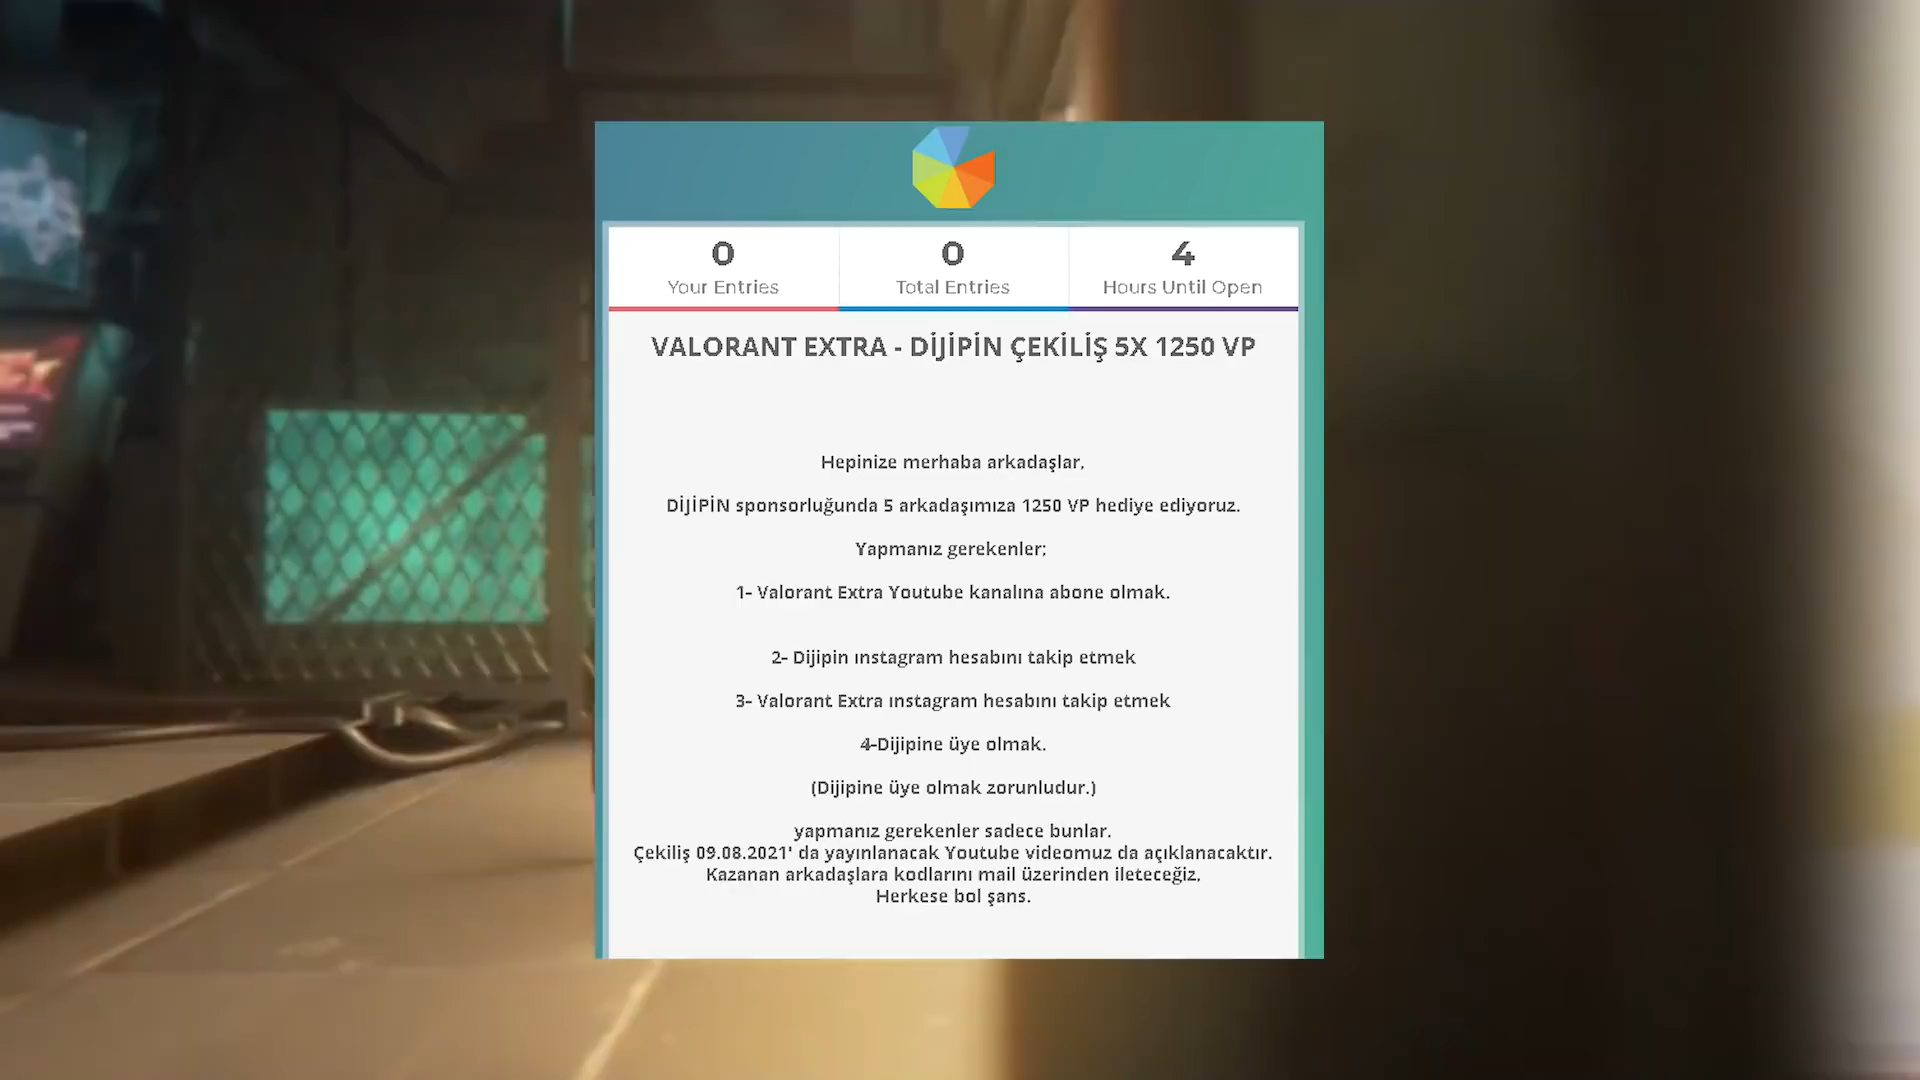 0
Your Entries
0
Total Entries
4
Hours Until Open
VALORANT EXTRA - DİJİPİN ÇEKİLİŞ 5X 1250 VP
Hepinize merhaba arkadaşlar,
DİJİPİN sponsorluğunda 5 arkadaşımıza 1250 VP hediye ediyoruz.
Yapmanız gerekenler;
1- Valorant Extra Youtube kanalına abone olmak.
2- Dijipin ınstagram hesabını takip etmek
3- Valorant Extra ınstagram hesabını takip etmek
4-Dijipine üye olmak.
(Dijipine üye olmak zorunludur.)
yapmanız gerekenler sadece bunlar.
Çekiliş 09.08.2021' da yayınlanacak Youtube videomuz da açıklanacaktır.
Kazanan arkadaşlara kodlarını mail üzerinden ileteceğiz,
Herkese bol şans.